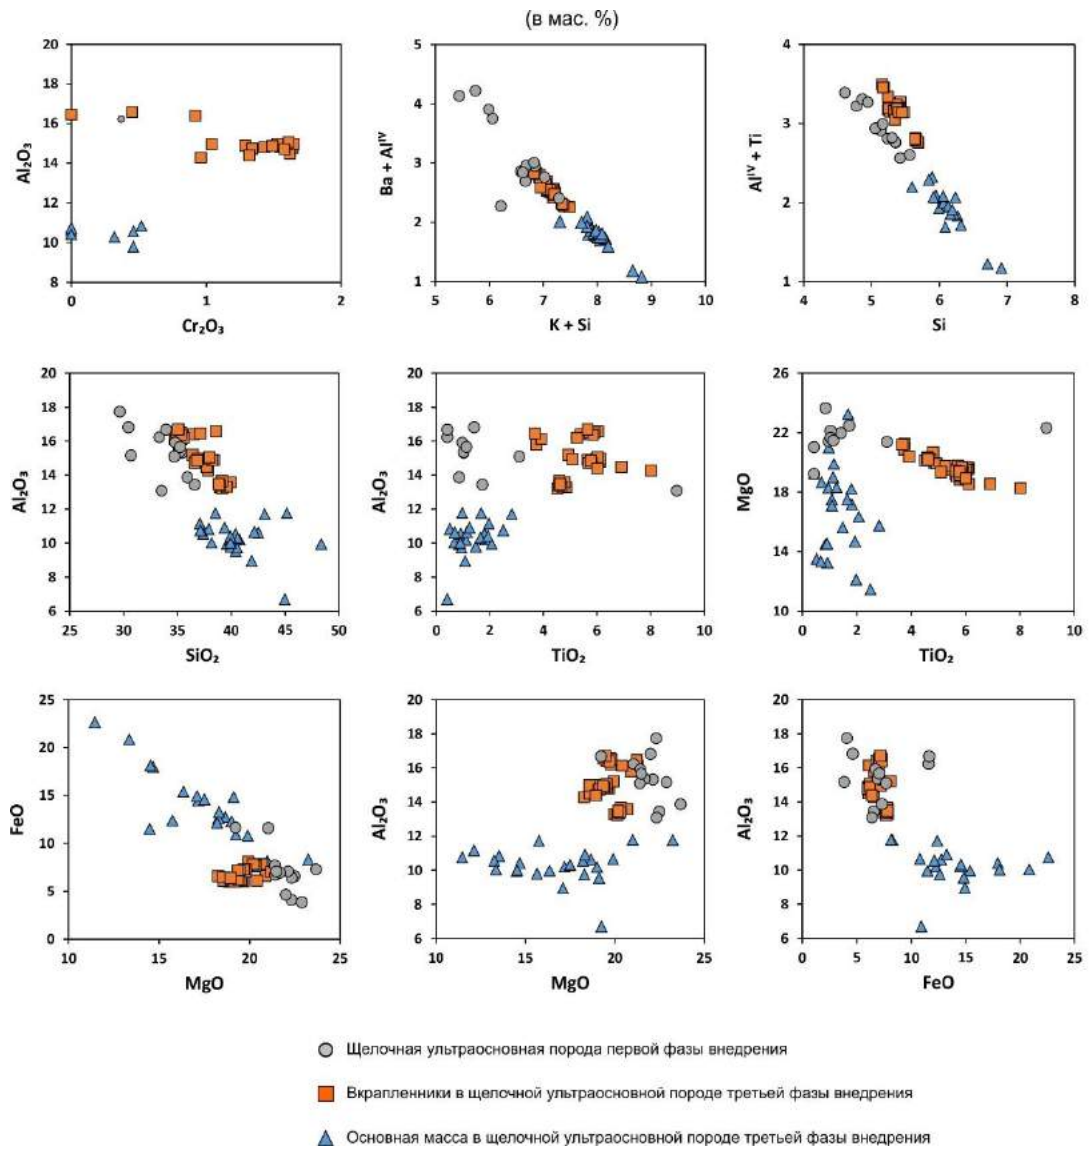 (в мас. %)
20
18
16
14
12
10
8
Al₂O₃
0 1 2
Cr₂O₃
5
4
3
2
1
Ba + Alᴵⱽ
5 6 7 8 9 10
K + Si
4
3
2
1
Alᴵⱽ + Ti
4 5 6 7 8
Si
20
18
16
14
12
10
8
6
Al₂O₃
25 30 35 40 45 50
SiO₂
20
18
16
14
12
10
8
6
Al₂O₃
0 2 4 6 8 10
TiO₂
26
22
18
14
10
MgO
0 2 4 6 8 10
TiO₂
25
20
15
10
5
0
FeO
10 15 20 25
MgO
20
18
16
14
12
10
8
6
Al₂O₃
10 15 20 25
MgO
20
18
16
14
12
10
8
6
Al₂O₃
0 5 10 15 20 25
FeO
Щелочная ультраосновная порода первой фазы внедрения
Вкрапленники в щелочной ультраосновной породе третьей фазы внедрения
Основная масса в щелочной ультраосновной породе третьей фазы внедрения